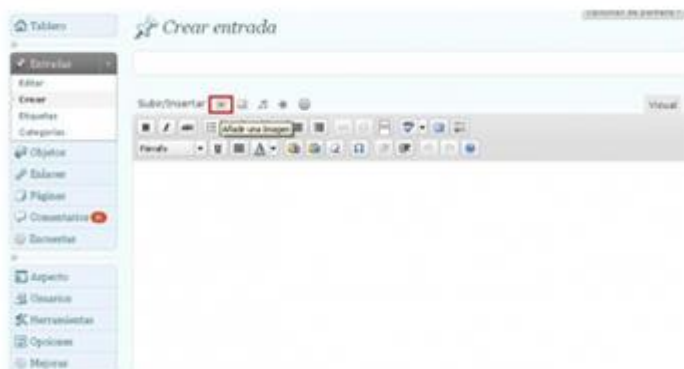 Tablero
Crear entrada
Entradas
Editar
Crear
Etiquetas
Categorías
Subir/Insertar
Visual
Añadir una Imagen
Párrafo
Objetos
Enlaces
Páginas
Comentarios
Encuestas
Aspecto
Usuarios
Herramientas
Opciones
Mejoras